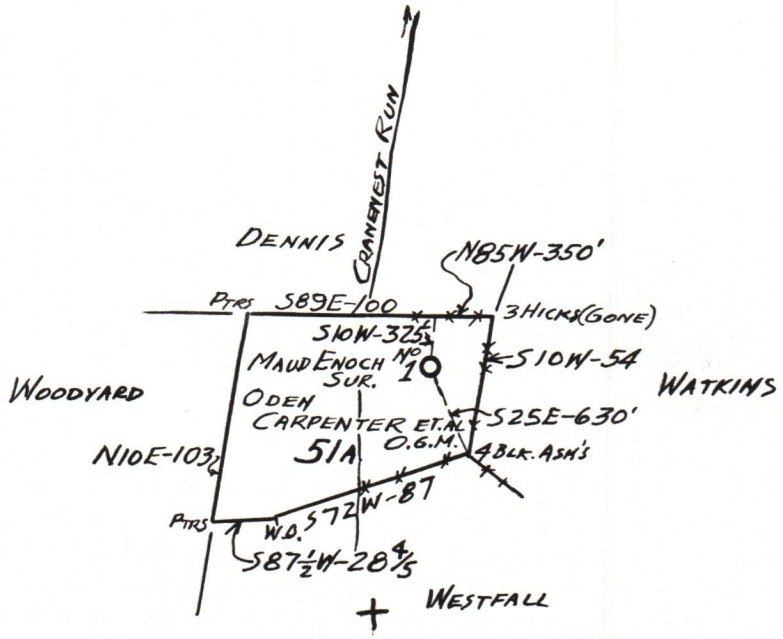 CRANENEST RUN
DENNIS
N85W-350'
PTRS
S89E-100
3 HICKS(GONE)
S10W-325'
MAUD ENOCH
SUR.
NO
1
S10W-54
WOODYARD
WATKINS
ODEN
CARPENTER ET.AL
O.G.M.
S25E-630'
51A
4 BLK. ASH'S
N10E-103
PTRS
W.O.
S72W-87
S87½W-28⅘
WESTFALL